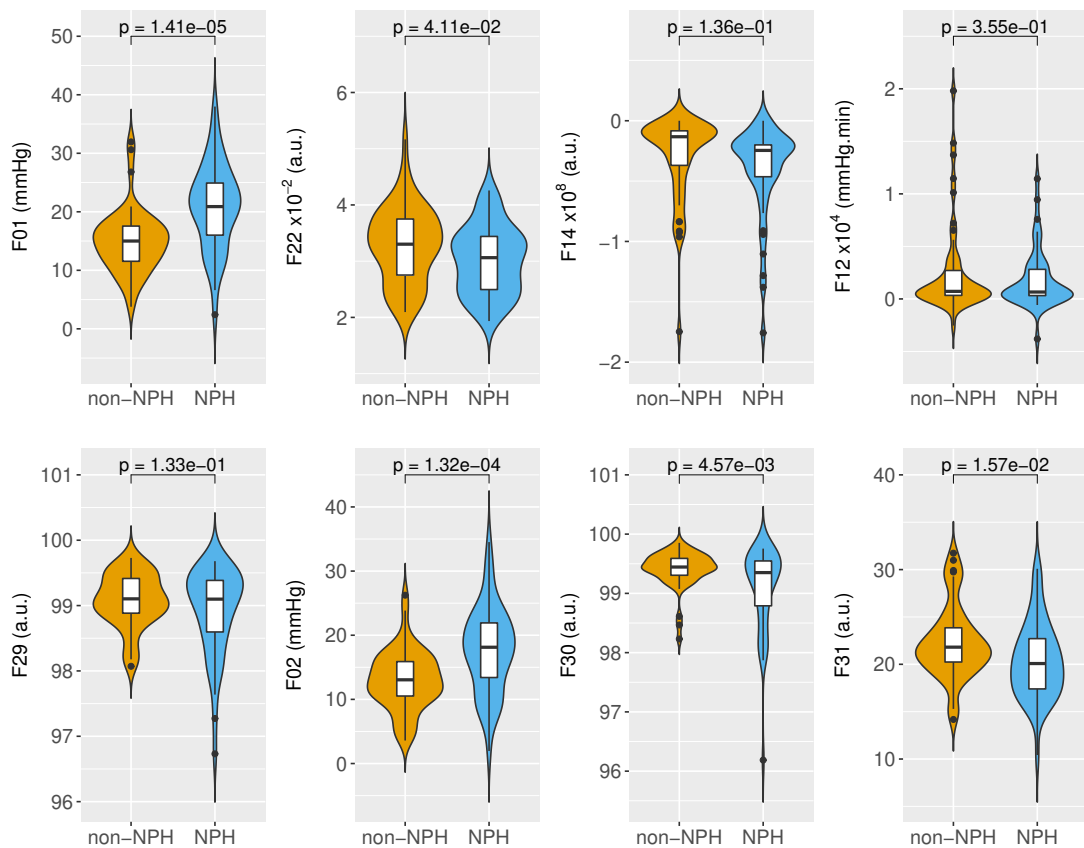 p = 1.41e−05
50
40
30
20
10
0
F01 (mmHg)
non−NPH NPH
p = 4.11e−02
6
4
2
F22 x10⁻² (a.u.)
non−NPH NPH
p = 1.36e−01
0
−1
−2
F14 x10⁸ (a.u.)
non−NPH NPH
p = 3.55e−01
2
1
0
F12 x10⁴ (mmHg.min)
non−NPH NPH
p = 1.33e−01
101
100
99
98
97
96
F29 (a.u.)
non−NPH NPH
p = 1.32e−04
40
30
20
10
0
F02 (mmHg)
non−NPH NPH
p = 4.57e−03
101
100
99
98
97
96
F30 (a.u.)
non−NPH NPH
p = 1.57e−02
40
30
20
10
F31 (a.u.)
non−NPH NPH